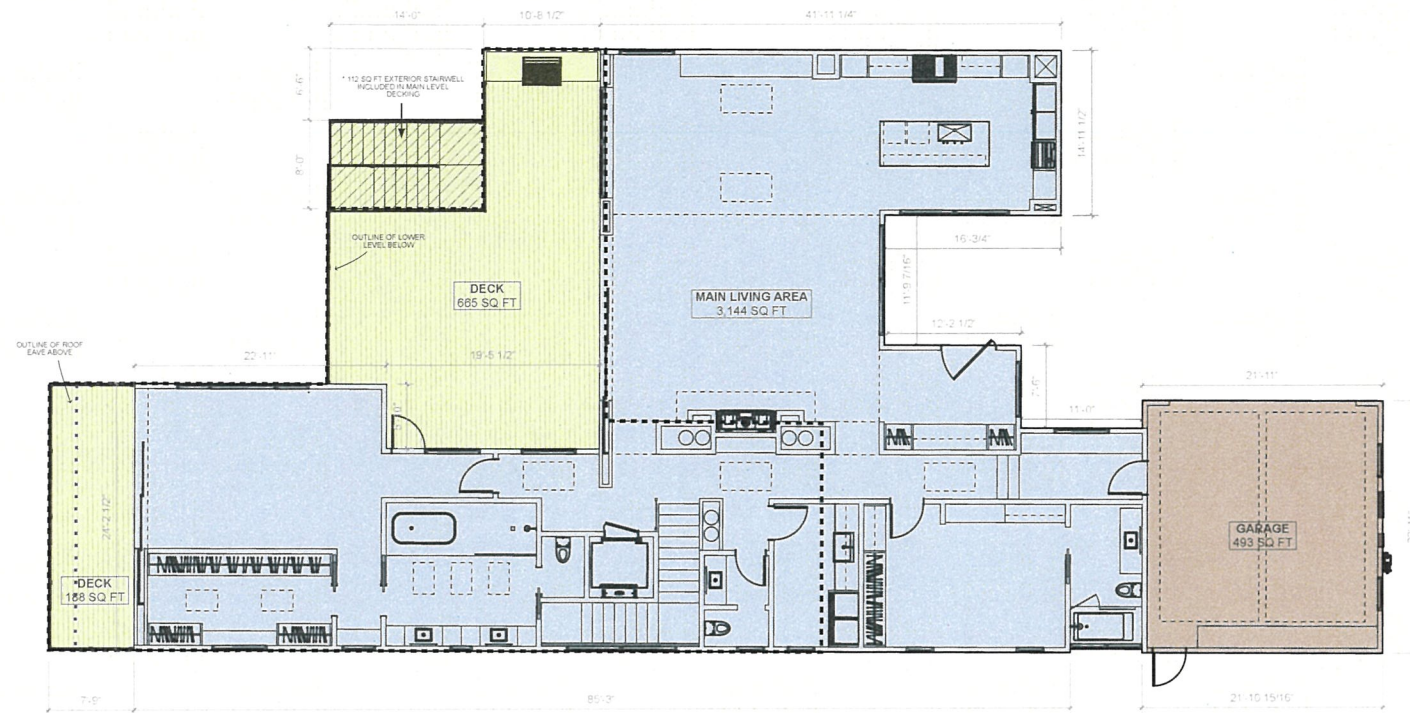 14'-0"
10'-8 1/2"
41'-11 1/4"
* 112 SQ FT EXTERIOR STAIRWELL
INCLUDED IN MAIN LEVEL
DECKING
6'-6"
8'-0"
14'-11 1/2"
OUTLINE OF LOWER
LEVEL BELOW
16'-3/4"
11'-9 7/16"
DECK
665 SQ FT
MAIN LIVING AREA
3,144 SQ FT
12'-2 1/2"
OUTLINE OF ROOF
EAVE ABOVE
22'-11"
19'-5 1/2"
21'-11"
11'-0"
24'-2 1/2"
GARAGE
493 SQ FT
DECK
188 SQ FT
7'-9"
85'-3"
21'-10 15/16"